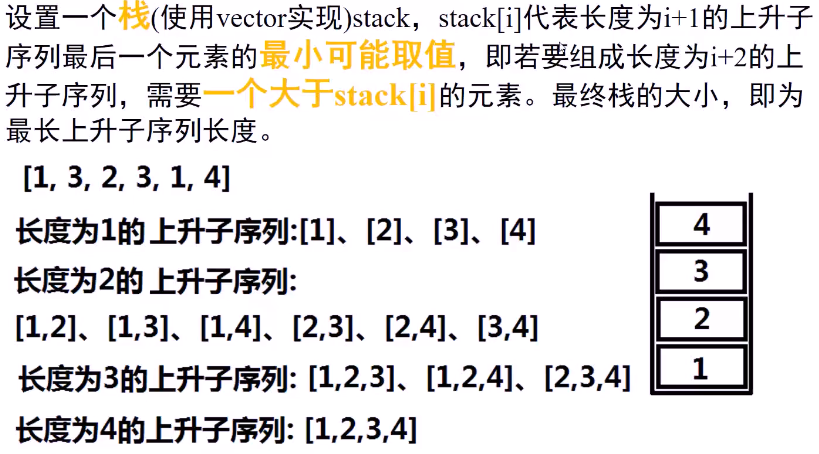 设置一个栈(使用vector实现)stack，stack[i]代表长度为i+1的上升子
序列最后一个元素的最小可能取值，即若要组成长度为i+2的上
升子序列，需要一个大于stack[i]的元素。最终栈的大小，即为
最长上升子序列长度。
[1, 3, 2, 3, 1, 4]
长度为1的 上升子序列:[1]、[2]、[3]、[4]
长度为2的 上升子序列:
[1,2]、[1,3]、[1,4]、[2,3]、[2,4]、[3,4]
长度为3的上升子序列: [1,2,3]、[1,2,4]、[2,3,4]
长度为4的上升子序列: [1,2,3,4]
4
3
2
1